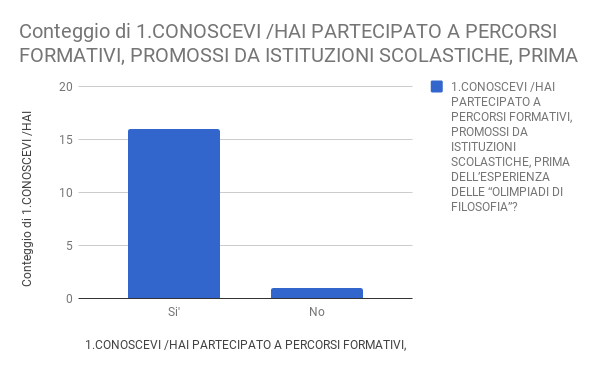 Conteggio di 1.CONOSCEVI /HAI PARTECIPATO A PERCORSI
FORMATIVI, PROMOSSI DA ISTITUZIONI SCOLASTICHE, PRIMA
20
15
10
5
0
Conteggio di 1.CONOSCEVI /HAI
Si'
No
1.CONOSCEVI /HAI PARTECIPATO A PERCORSI FORMATIVI,
1.CONOSCEVI /HAI
PARTECIPATO A
PERCORSI FORMATIVI,
PROMOSSI DA
ISTITUZIONI
SCOLASTICHE, PRIMA
DELL’ESPERIENZA
DELLE “OLIMPIADI DI
FILOSOFIA”?